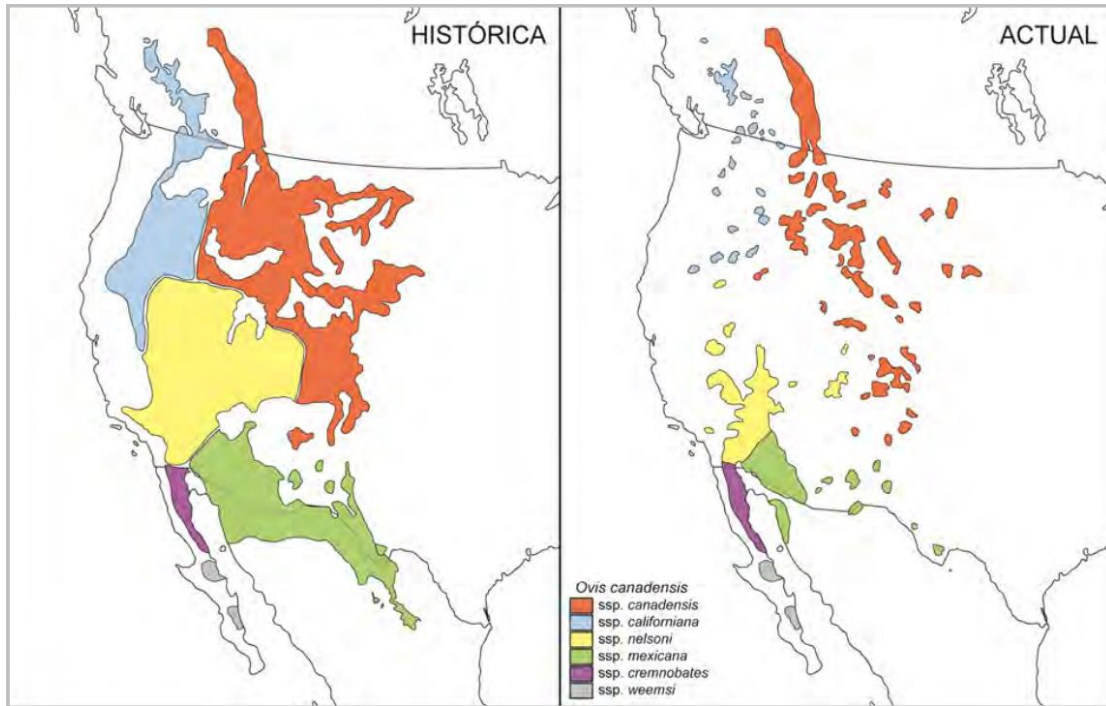 HISTÓRICA
ACTUAL
Ovis canadensis
ssp. canadensis
ssp. californiana
ssp. nelsoni
ssp. mexicana
ssp. cremnobates
ssp. weemsi